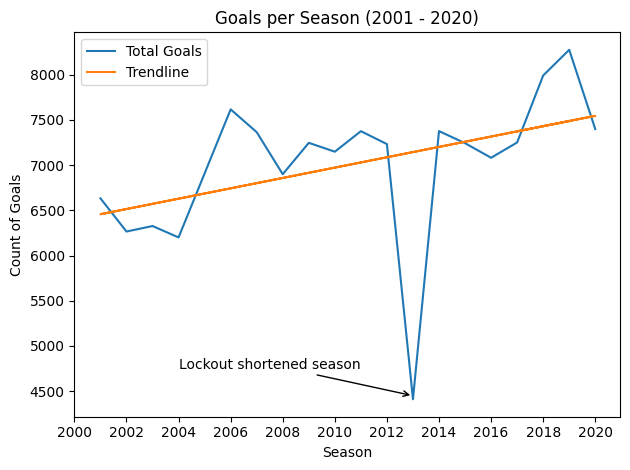 Goals per Season (2001 - 2020)
Total Goals
Trendline
8000
7500
7000
6500
6000
5500
5000
4500
Count of Goals
Lockout shortened season
2000 2002 2004 2006 2008 2010 2012 2014 2016 2018 2020
Season